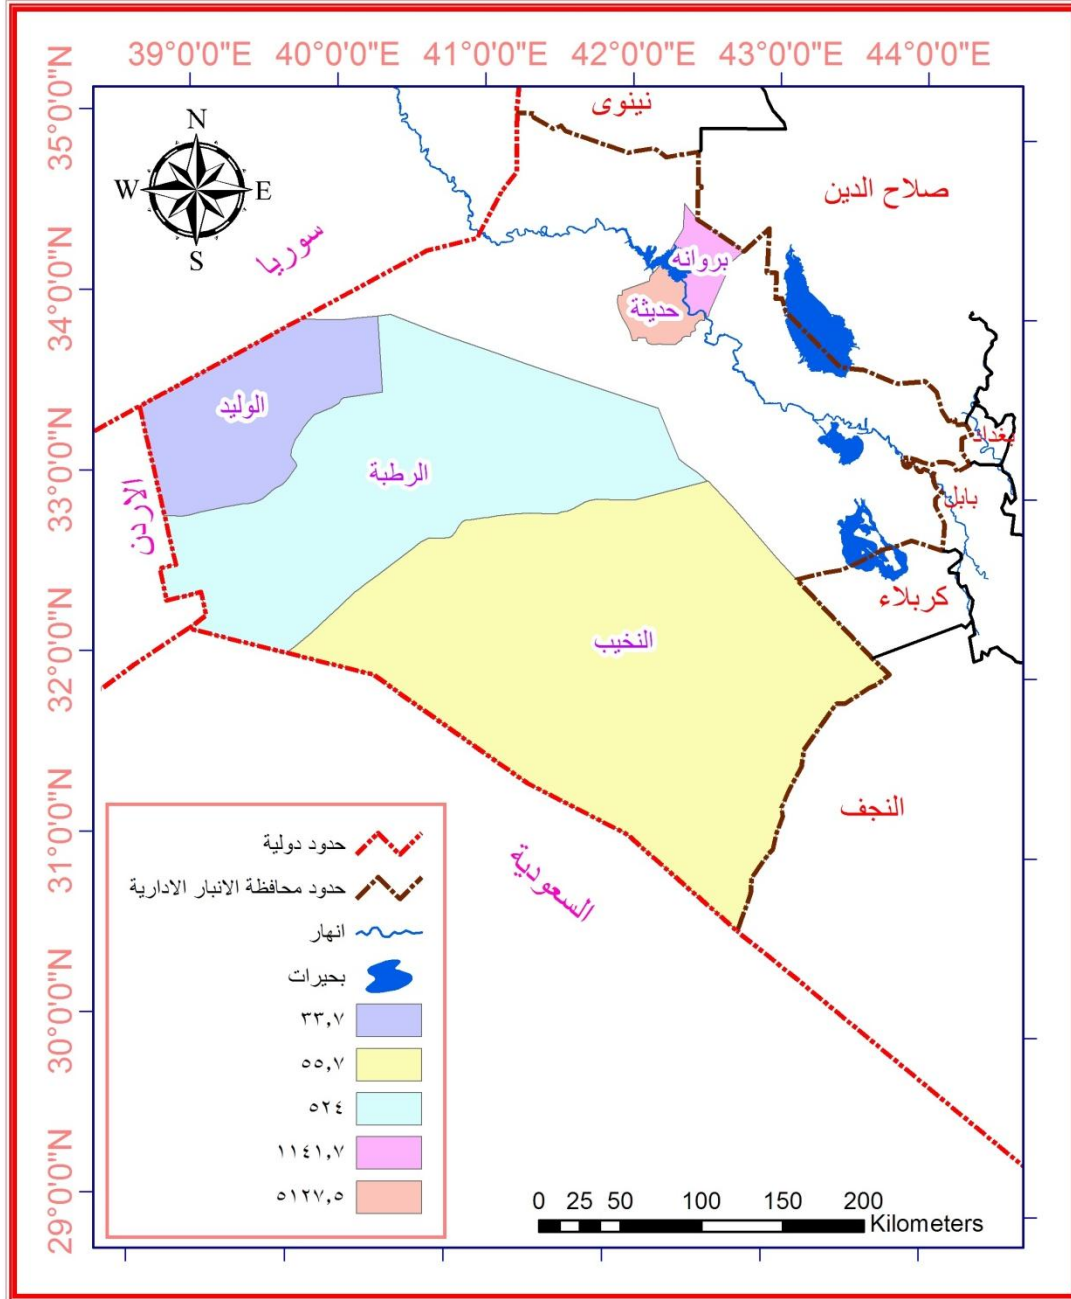 39°0'0"E 40°0'0"E 41°0'0"E 42°0'0"E 43°0'0"E 44°0'0"E
35°0'0"N
34°0'0"N
33°0'0"N
32°0'0"N
31°0'0"N
30°0'0"N
29°0'0"N
N
W
E
S
نينوى
صلاح الدين
سوريا
بروانه
حديثة
الوليد
بغداد
الرطبة
بابل
الاردن
كربلاء
النخيب
النجف
السعودية
حدود دولية
حدود محافظة الانبار الادارية
انهار
بحيرات
٣٣,٧
٥٥,٧
٥٢٤
١١٤١,٧
٥١٢٧,٥
0 25 50 100 150 200
Kilometers